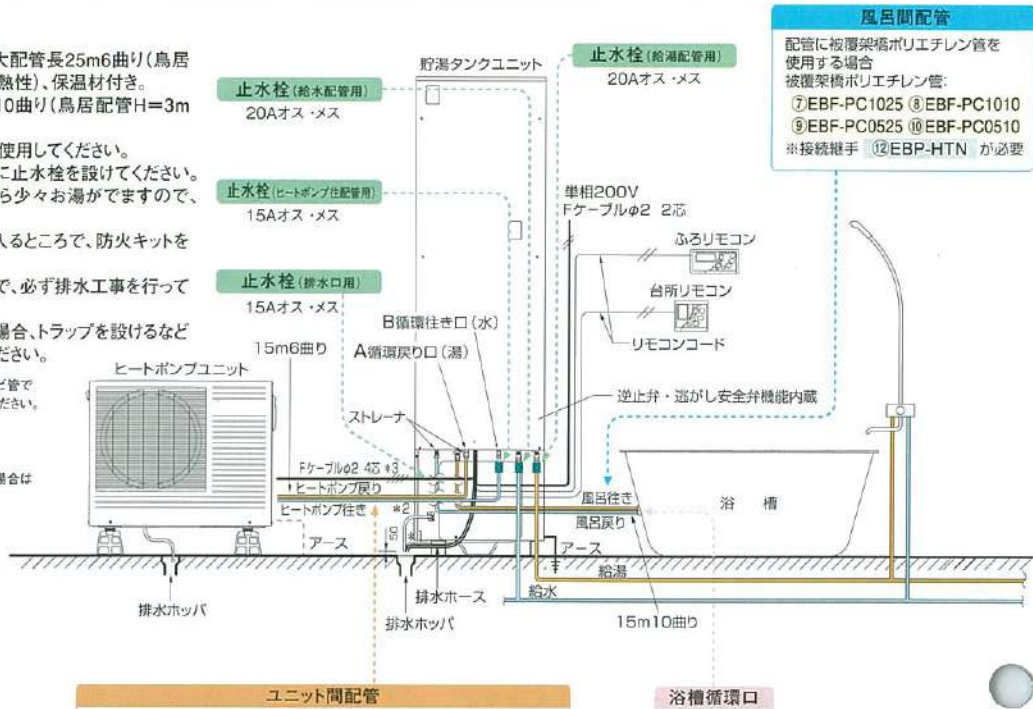 大配管長25m6曲り(鳥居
熱性)、保温材付き。
10曲り(鳥居配管H=3m
使用してください。
に止水栓を設けてください。
ら少々お湯がでますので、
入るところで、防火キットを
で、必ず排水工事を行って
場合、トラップを設けるなど
ださい。
ビ管で
ください。
場合は
風呂間配管
配管に被覆架橋ポリエチレン管を
使用する場合
被覆架橋ポリエチレン管:
⑦EBF-PC1025 ⑧EBF-PC1010
⑨EBF-PC0525 ⑩EBF-PC0510
※接続継手 ⑫EBP-HTN が必要
止水栓(給水配管用)
20Aオス・メス
貯湯タンクユニット
止水栓(給湯配管用)
20Aオス・メス
止水栓(ヒートポンプ往配管用)
15Aオス・メス
単相200V
Fケーブルφ2 2芯
ふろリモコン
台所リモコン
リモコンコード
止水栓(排水口用)
15Aオス・メス
B循環往き口(水)
A循環戻り口(湯)
15m6曲り
ヒートポンプユニット
ストレーナ
逆止弁・逃がし安全弁機能内蔵
Fケーブルφ2 4芯 *3
ヒートポンプ戻り
ヒートポンプ往き
*2
50
アース
風呂往き
風呂戻り
浴槽
アース
給湯
給水
排水ホース
排水ホッパ
排水ホッパ
15m10曲り
ユニット間配管
浴槽循環口